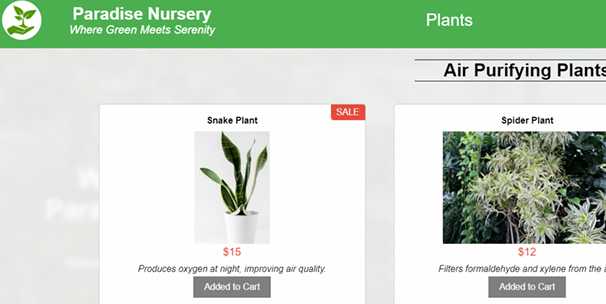 Paradise Nursery
Where Green Meets Serenity
Plants
Air Purifying Plants
SALE
Snake Plant
Spider Plant
$15
$12
Produces oxygen at night, improving air quality.
Filters formaldehyde and xylene from the
Added to Cart
Added to Cart